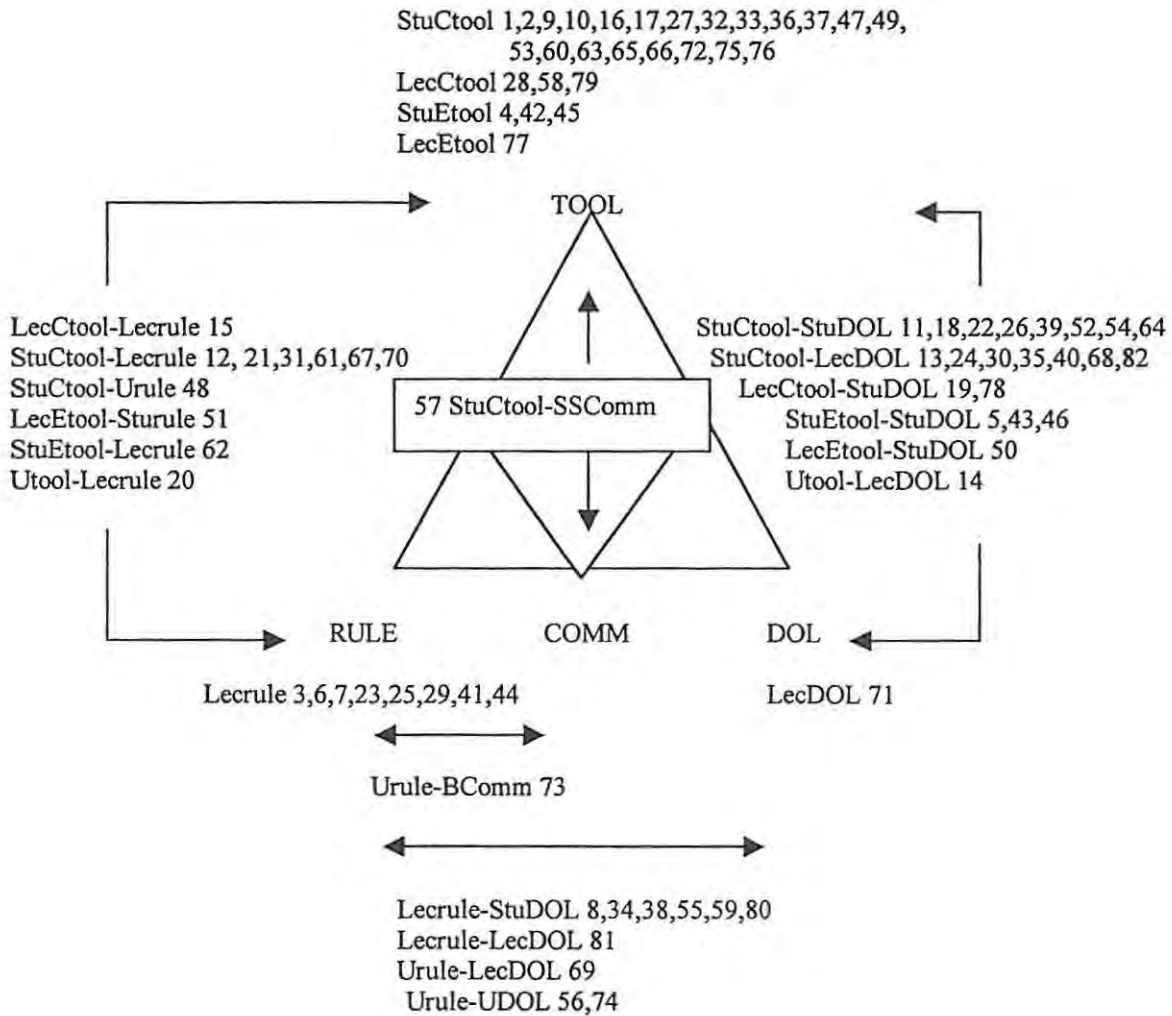 StuCtool 1,2,9,10,16,17,27,32,33,36,37,47,49,
53,60,63,65,66,72,75,76
LecCtool 28,58,79
StuEtool 4,42,45
LecEtool 77
TOOL
LecCtool-Lecrule 15
StuCtool-Lecrule 12, 21,31,61,67,70
StuCtool-Urule 48
LecEtool-Sturule 51
StuEtool-Lecrule 62
Utool-Lecrule 20
57 StuCtool-SSComm
StuCtool-StuDOL 11,18,22,26,39,52,54,64
StuCtool-LecDOL 13,24,30,35,40,68,82
LecCtool-StuDOL 19,78
StuEtool-StuDOL 5,43,46
LecEtool-StuDOL 50
Utool-LecDOL 14
RULE COMM DOL
Lecrule 3,6,7,23,25,29,41,44
LecDOL 71
Urule-BComm 73
Lecrule-StuDOL 8,34,38,55,59,80
Lecrule-LecDOL 81
Urule-LecDOL 69
Urule-UDOL 56,74